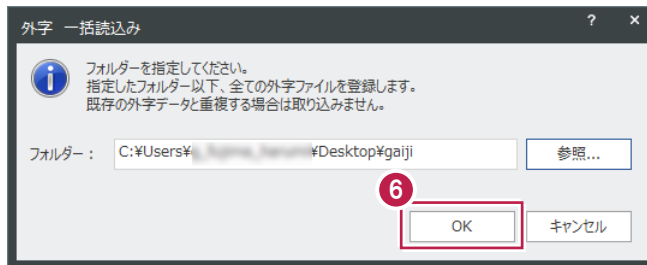 外字 一括読込み ? ×
フォルダーを指定してください。
指定したフォルダー以下、全ての外字ファイルを登録します。
既存の外字データと重複する場合は取り込みません。
フォルダー： C:¥Users¥ ¥Desktop¥gaiji 参照...
6
OK キャンセル